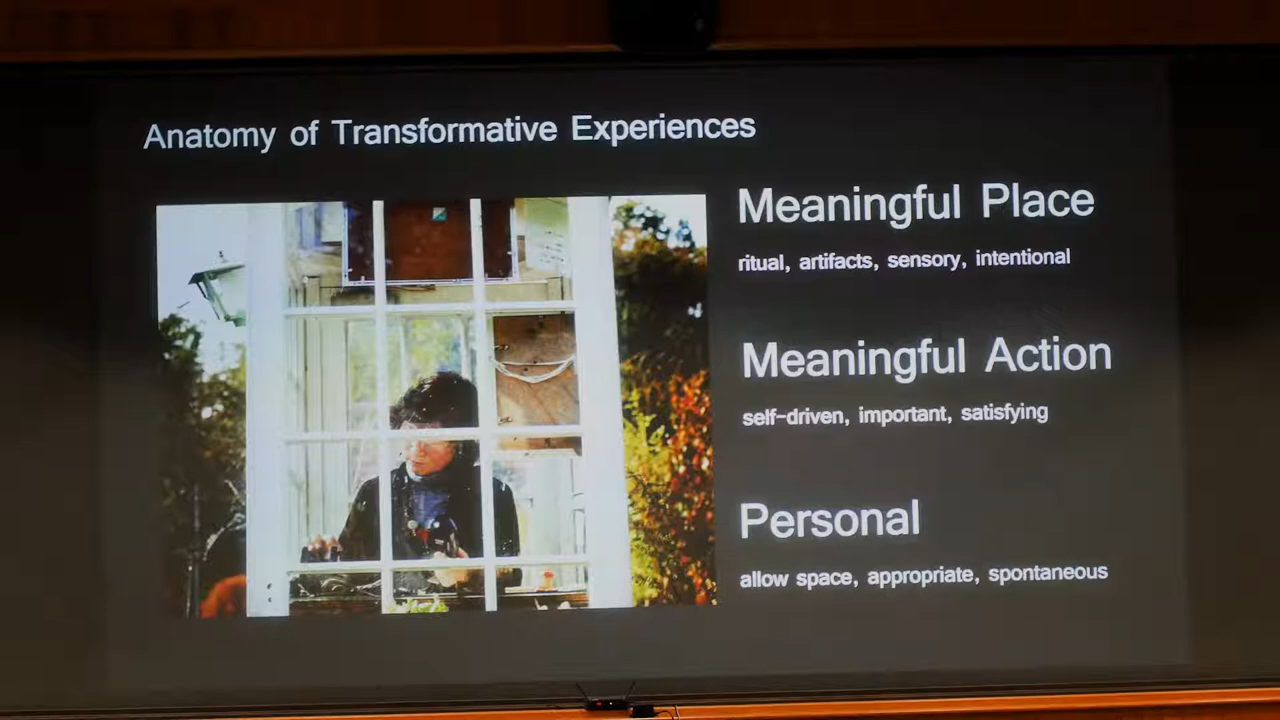 Anatomy of Transformative Experiences
Meaningful Place
ritual, artifacts, sensory, intentional
Meaningful Action
self-driven, important, satisfying
Personal
allow space, appropriate, spontaneous